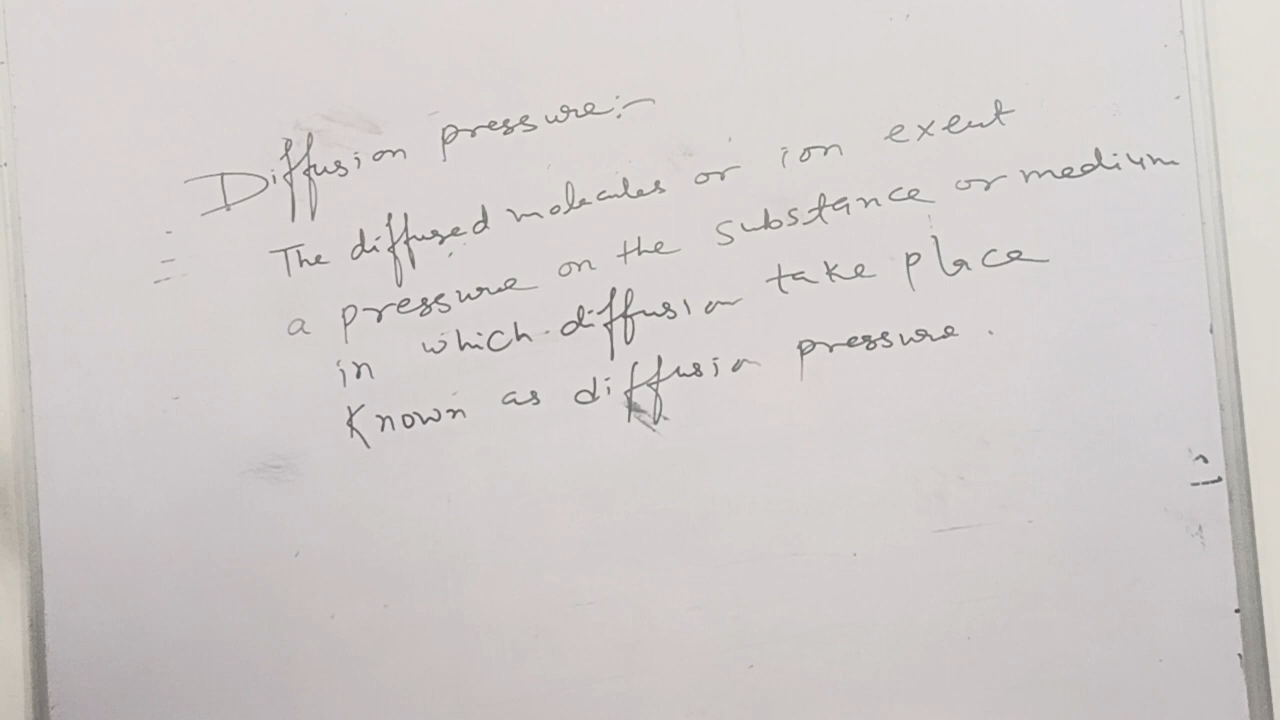 Diffusion pressure:-
The diffused molecules or ion exeut
a pressure on the substance or medium
in which diffusion take place
Known as diffusion pressure.